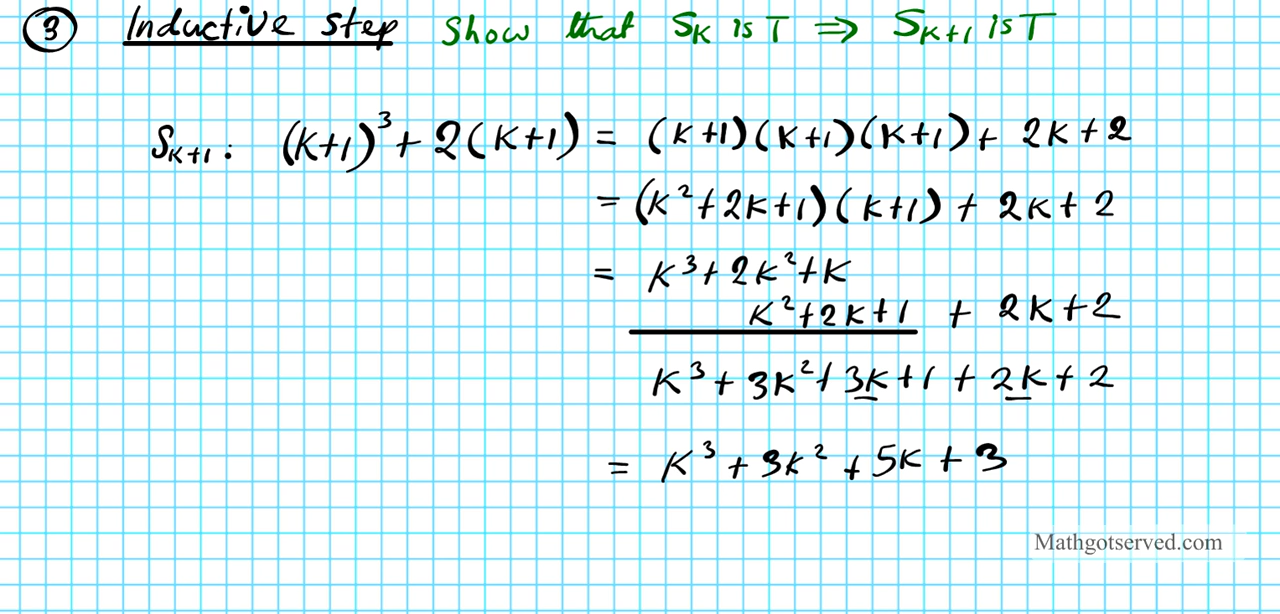 ③ Inductive Step Show that Sₖ is T ⇒ Sₖ₊₁ is T
Sₖ₊₁: (k+1)³ + 2(k+1) = (k+1)(k+1)(k+1) + 2k + 2
= (k² + 2k + 1)(k+1) + 2k + 2
= k³ + 2k² + k
k² + 2k + 1 + 2k + 2
k³ + 3k² + 3k + 1 + 2k + 2
= k³ + 3k² + 5k + 3
Mathgotserved.com